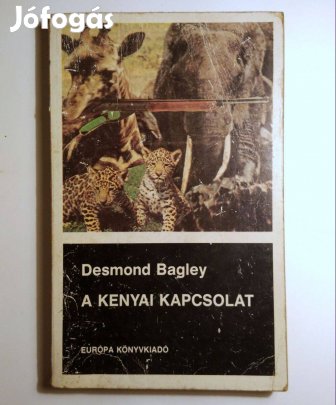 Jófogás
Desmond Bagley
A KENYAI KAPCSOLAT
EURÓPA KÖNYVKIADÓ